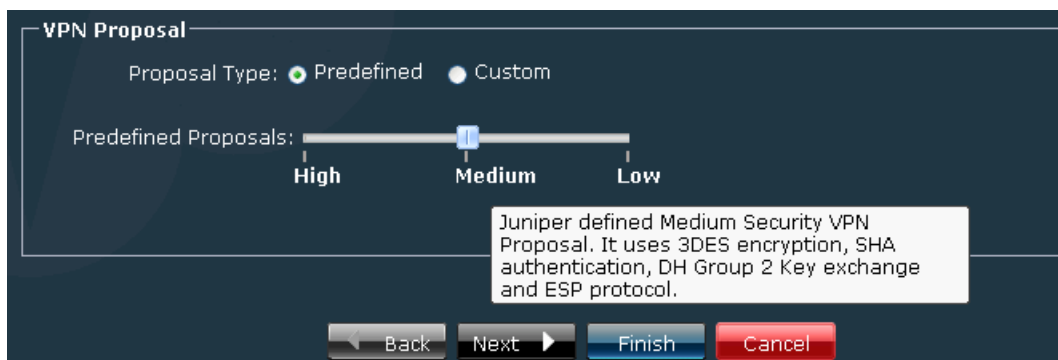 VPN Proposal
Proposal Type: Predefined Custom
Predefined Proposals:
High Medium Low
Juniper defined Medium Security VPN
Proposal. It uses 3DES encryption, SHA
authentication, DH Group 2 Key exchange
and ESP protocol.
Back Next Finish Cancel